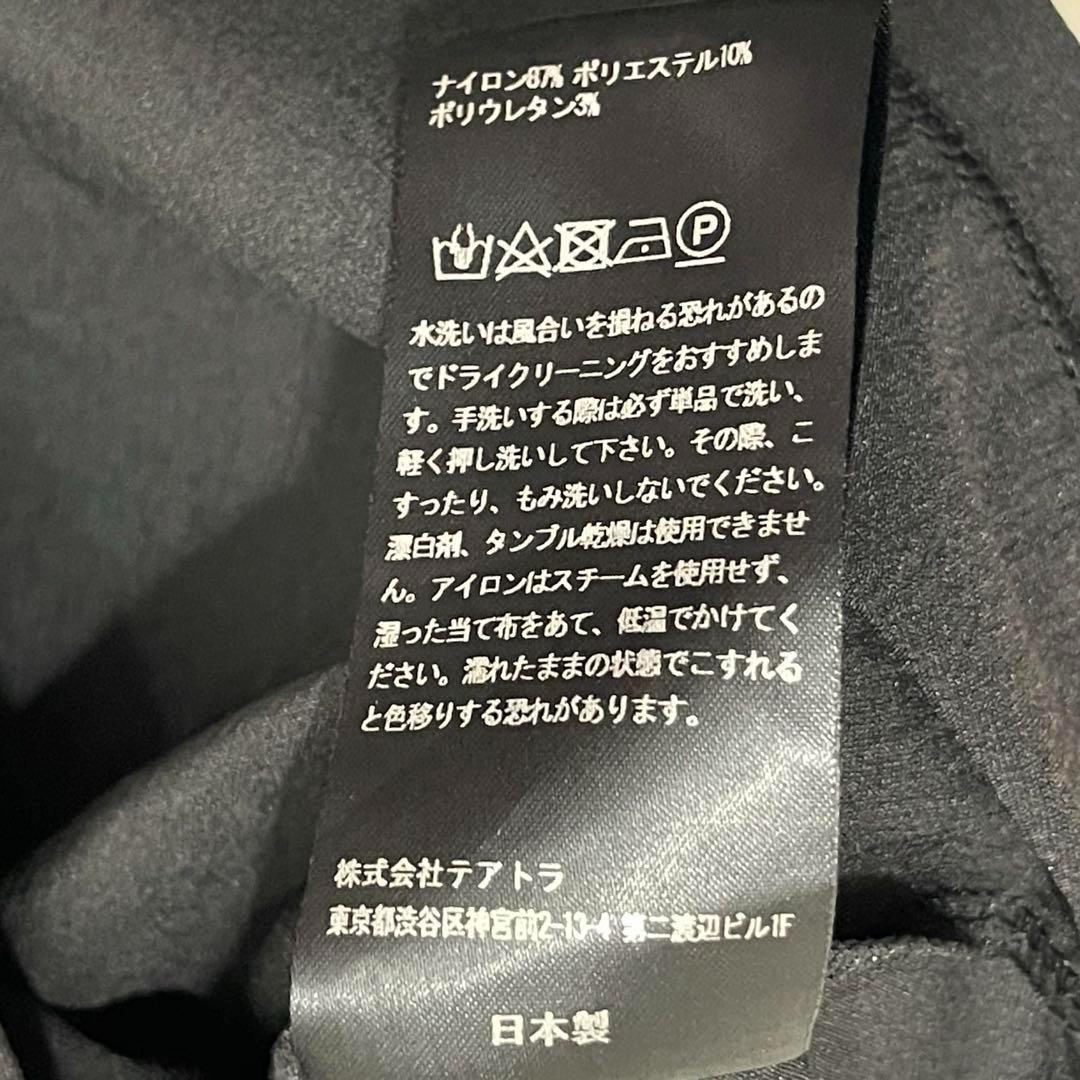 ナイロン87% ポリエステル10%
ポリウレタン3%
P
水洗いは風合いを損ねる恐れがあるの
でドライクリーニングをおすすめしま
す。手洗いする際は必ず単品で洗い、
軽く押し洗いして下さい。その際、こ
すったり、もみ洗いしないでください。
漂白剤、タンブル乾燥は使用できませ
ん。アイロンはスチームを使用せず、
湿った当て布をあて、低温でかけてく
ださい。濡れたままの状態でこすれる
と色移りする恐れがあります。
株式会社テアトラ
東京都渋谷区神宮前2-13-4 第二渡辺ビル1F
日本製